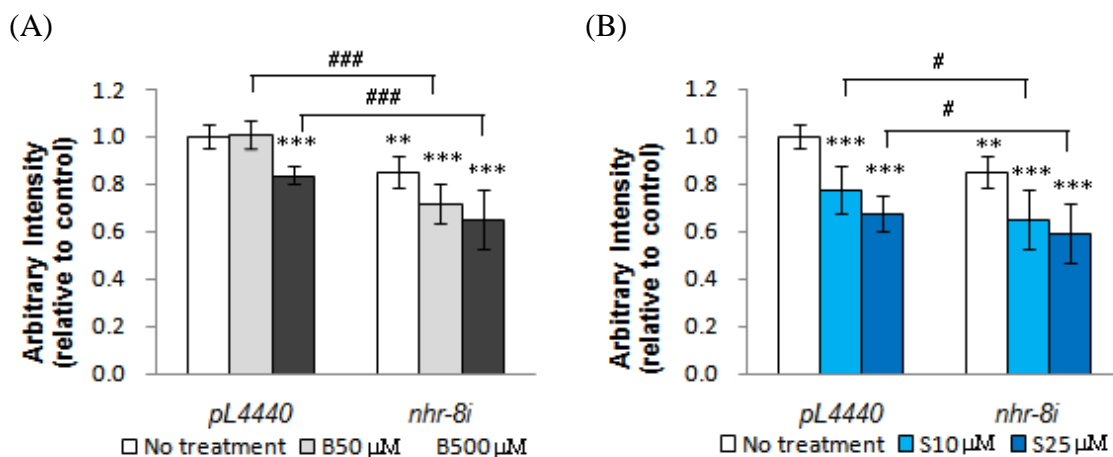 (A)
###
###
1.2
1.0
0.8
0.6
0.4
0.2
0.0
***
**
***
***
Arbitrary Intensity
(relative to control)
pL4440 nhr-8i
No treatment B50 µM B500 µM
(B)
#
#
1.2
1.0
0.8
0.6
0.4
0.2
0.0
***
***
**
***
***
Arbitrary Intensity
(relative to control)
pL4440 nhr-8i
No treatment S10 µM S25 µM